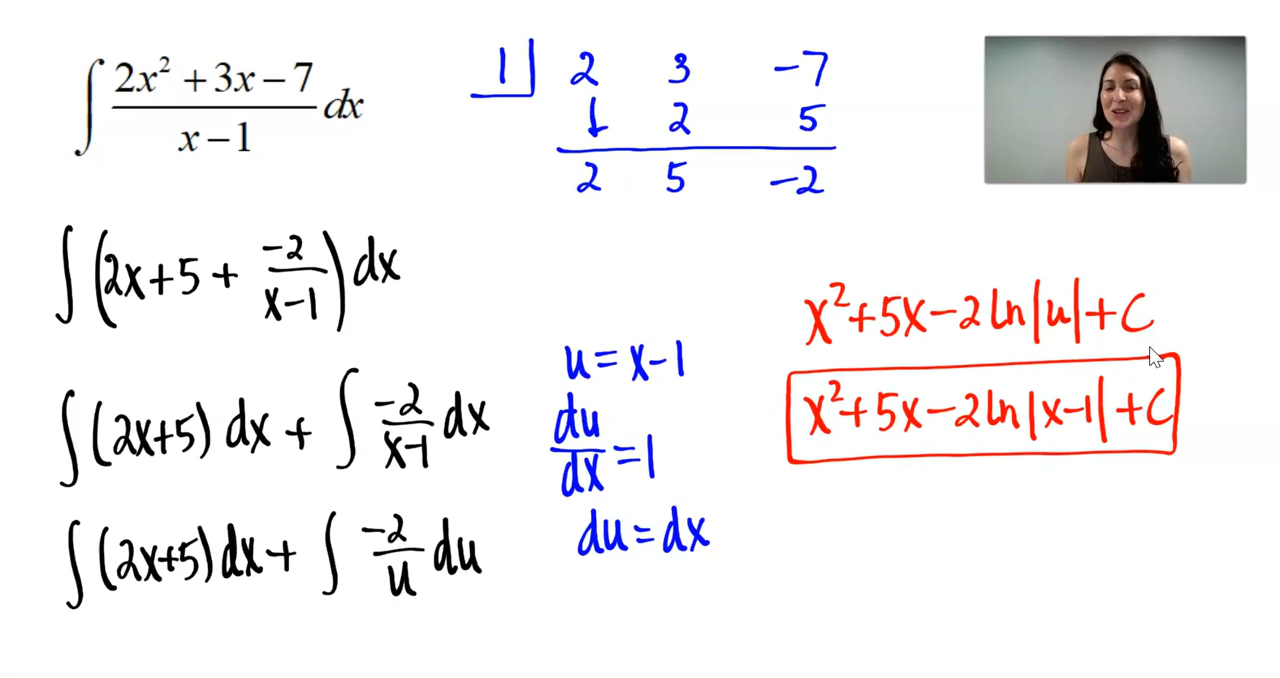 ∫ (2x² + 3x − 7)/(x − 1) dx
1 2 3 −7
↓ 2 5
2 5 −2
∫ (2x+5 + −2/(x−1)) dx
∫ (2x+5) dx + ∫ −2/(x−1) dx
∫ (2x+5) dx + ∫ −2/u du
u = x−1
du/dx = 1
du = dx
x² + 5x − 2 ln|u| + C
x² + 5x − 2 ln|x−1| + C